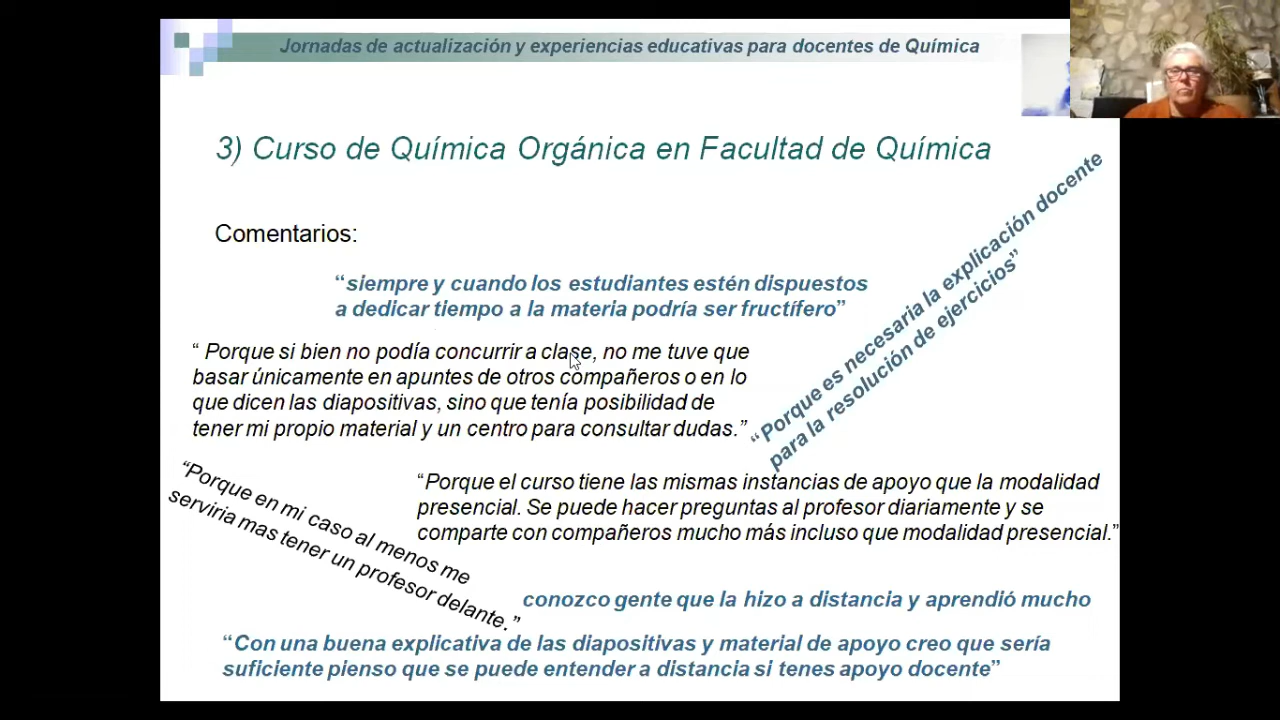 Jornadas de actualización y experiencias educativas para docentes de Química
3) Curso de Química Orgánica en Facultad de Química
Comentarios:
“siempre y cuando los estudiantes estén dispuestos
a dedicar tiempo a la materia podría ser fructífero”
“Porque es necesaria la explicación docente
para la resolución de ejercicios”
“ Porque si bien no podía concurrir a clase, no me tuve que
basar únicamente en apuntes de otros compañeros o en lo
que dicen las diapositivas, sino que tenía posibilidad de
tener mi propio material y un centro para consultar dudas.”
“Porque en mi caso al menos me
serviria mas tener un profesor delante.”
“Porque el curso tiene las mismas instancias de apoyo que la modalidad
presencial. Se puede hacer preguntas al profesor diariamente y se
comparte con compañeros mucho más incluso que modalidad presencial.”
conozco gente que la hizo a distancia y aprendió mucho
“Con una buena explicativa de las diapositivas y material de apoyo creo que sería
suficiente pienso que se puede entender a distancia si tenes apoyo docente”